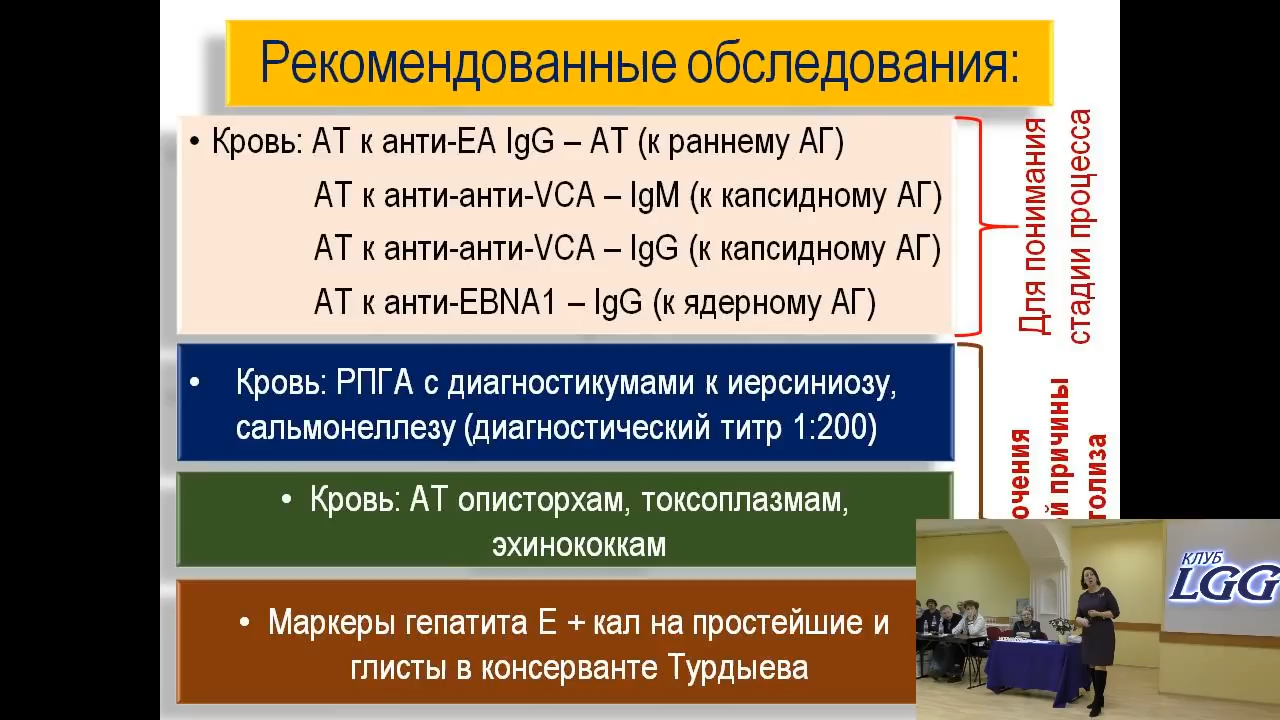 Рекомендованные обследования:
• Кровь: АТ к анти-EA IgG – АТ (к раннему АГ)
АТ к анти-анти-VCA – IgM (к капсидному АГ)
АТ к анти-анти-VCA – IgG (к капсидному АГ)
АТ к анти-EBNA1 – IgG (к ядерному АГ)
Для понимания
стадии процесса
• Кровь: РПГА с диагностикумами к иерсиниозу,
сальмонеллезу (диагностический титр 1:200)
• Кровь: АТ описторхам, токсоплазмам,
эхинококкам
• Маркеры гепатита Е + кал на простейшие и
глисты в консерванте Турдыева
причины
КЛУБ
LGG